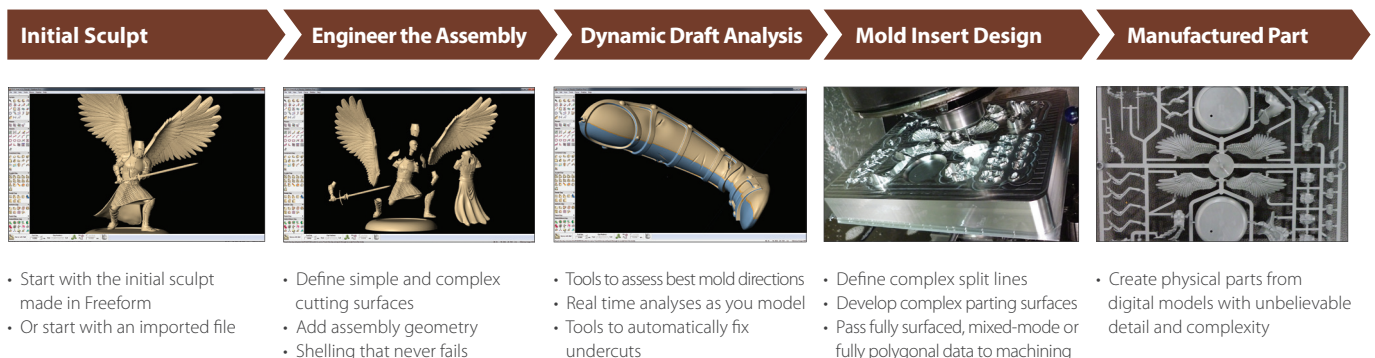 Initial Sculpt
Engineer the Assembly
Dynamic Draft Analysis
Mold Insert Design
Manufactured Part
• Start with the initial sculpt
made in Freeform
• Or start with an imported file
• Define simple and complex
cutting surfaces
• Add assembly geometry
• Shelling that never fails
• Tools to assess best mold directions
• Real time analyses as you model
• Tools to automatically fix
undercuts
• Define complex split lines
• Develop complex parting surfaces
• Pass fully surfaced, mixed-mode or
fully polygonal data to machining
• Create physical parts from
digital models with unbelievable
detail and complexity